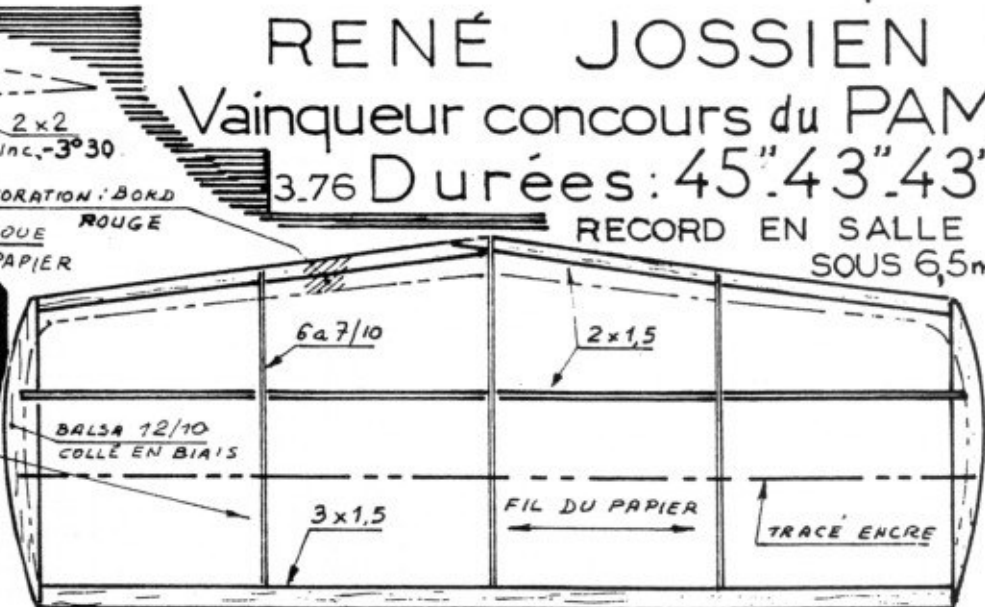 RENÉ JOSSIEN
Vainqueur concours du PAM
3.76 Durées: 45".43".43"
RECORD EN SALLE
SOUS 6,5m
2 x 2
inc.-3°30
ORATION: BORD
ROUGE
PAPIER
6 a 7/10
2 x 1,5
BALSA 12/10
COLLÉ EN BIAIS
3 x 1,5
FIL DU PAPIER
TRACÉ ENCRE